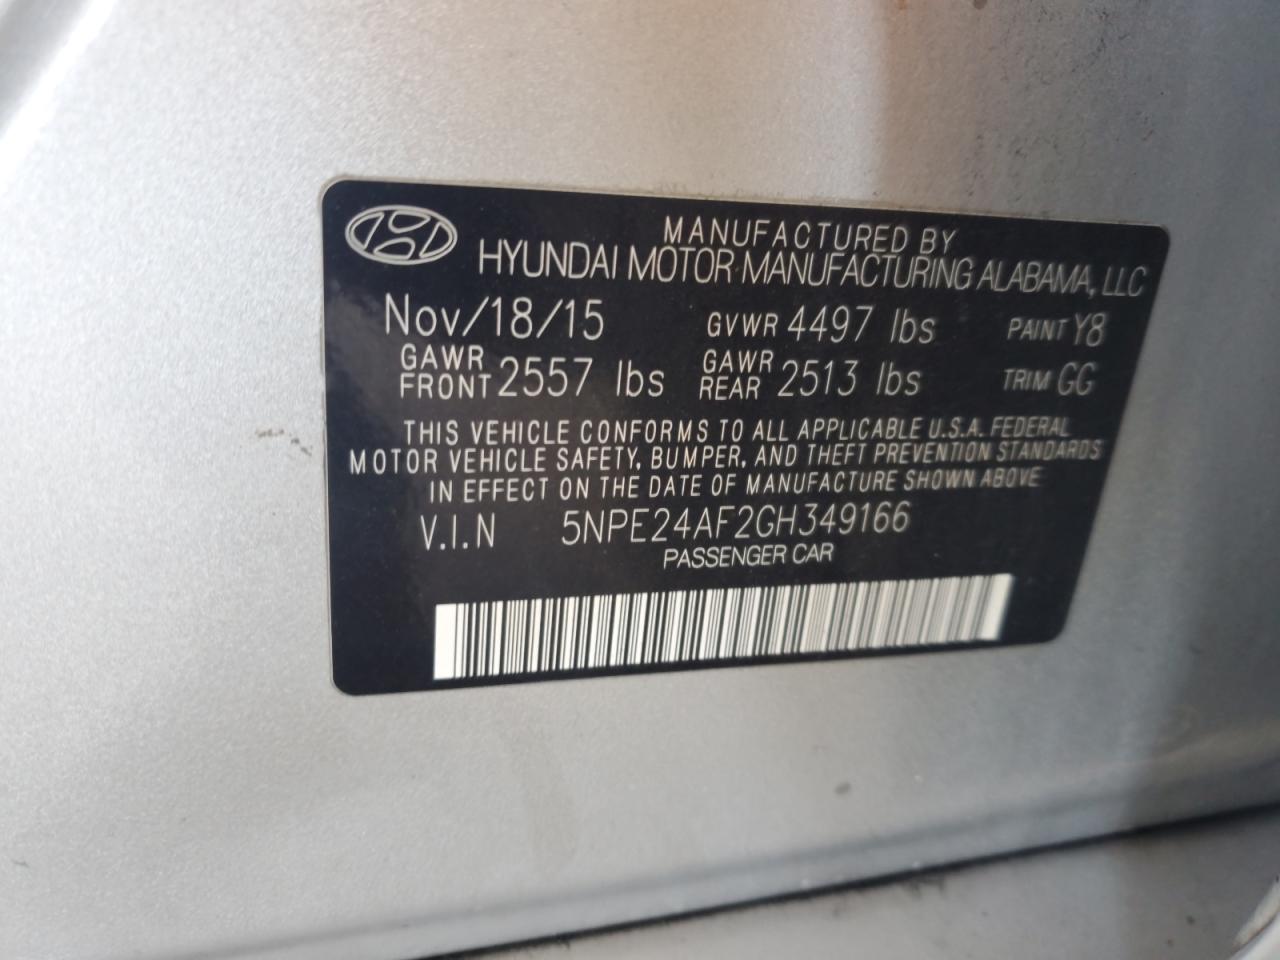 MANUFACTURED BY
HYUNDAI MOTOR MANUFACTURING ALABAMA, LLC
Nov/18/15 GVWR 4497 lbs PAINT Y8
GAWR FRONT 2557 lbs GAWR REAR 2513 lbs TRIM GG
THIS VEHICLE CONFORMS TO ALL APPLICABLE U.S.A. FEDERAL
MOTOR VEHICLE SAFETY, BUMPER, AND THEFT PREVENTION STANDARDS
IN EFFECT ON THE DATE OF MANUFACTURE SHOWN ABOVE
V.I.N 5NPE24AF2GH349166
PASSENGER CAR